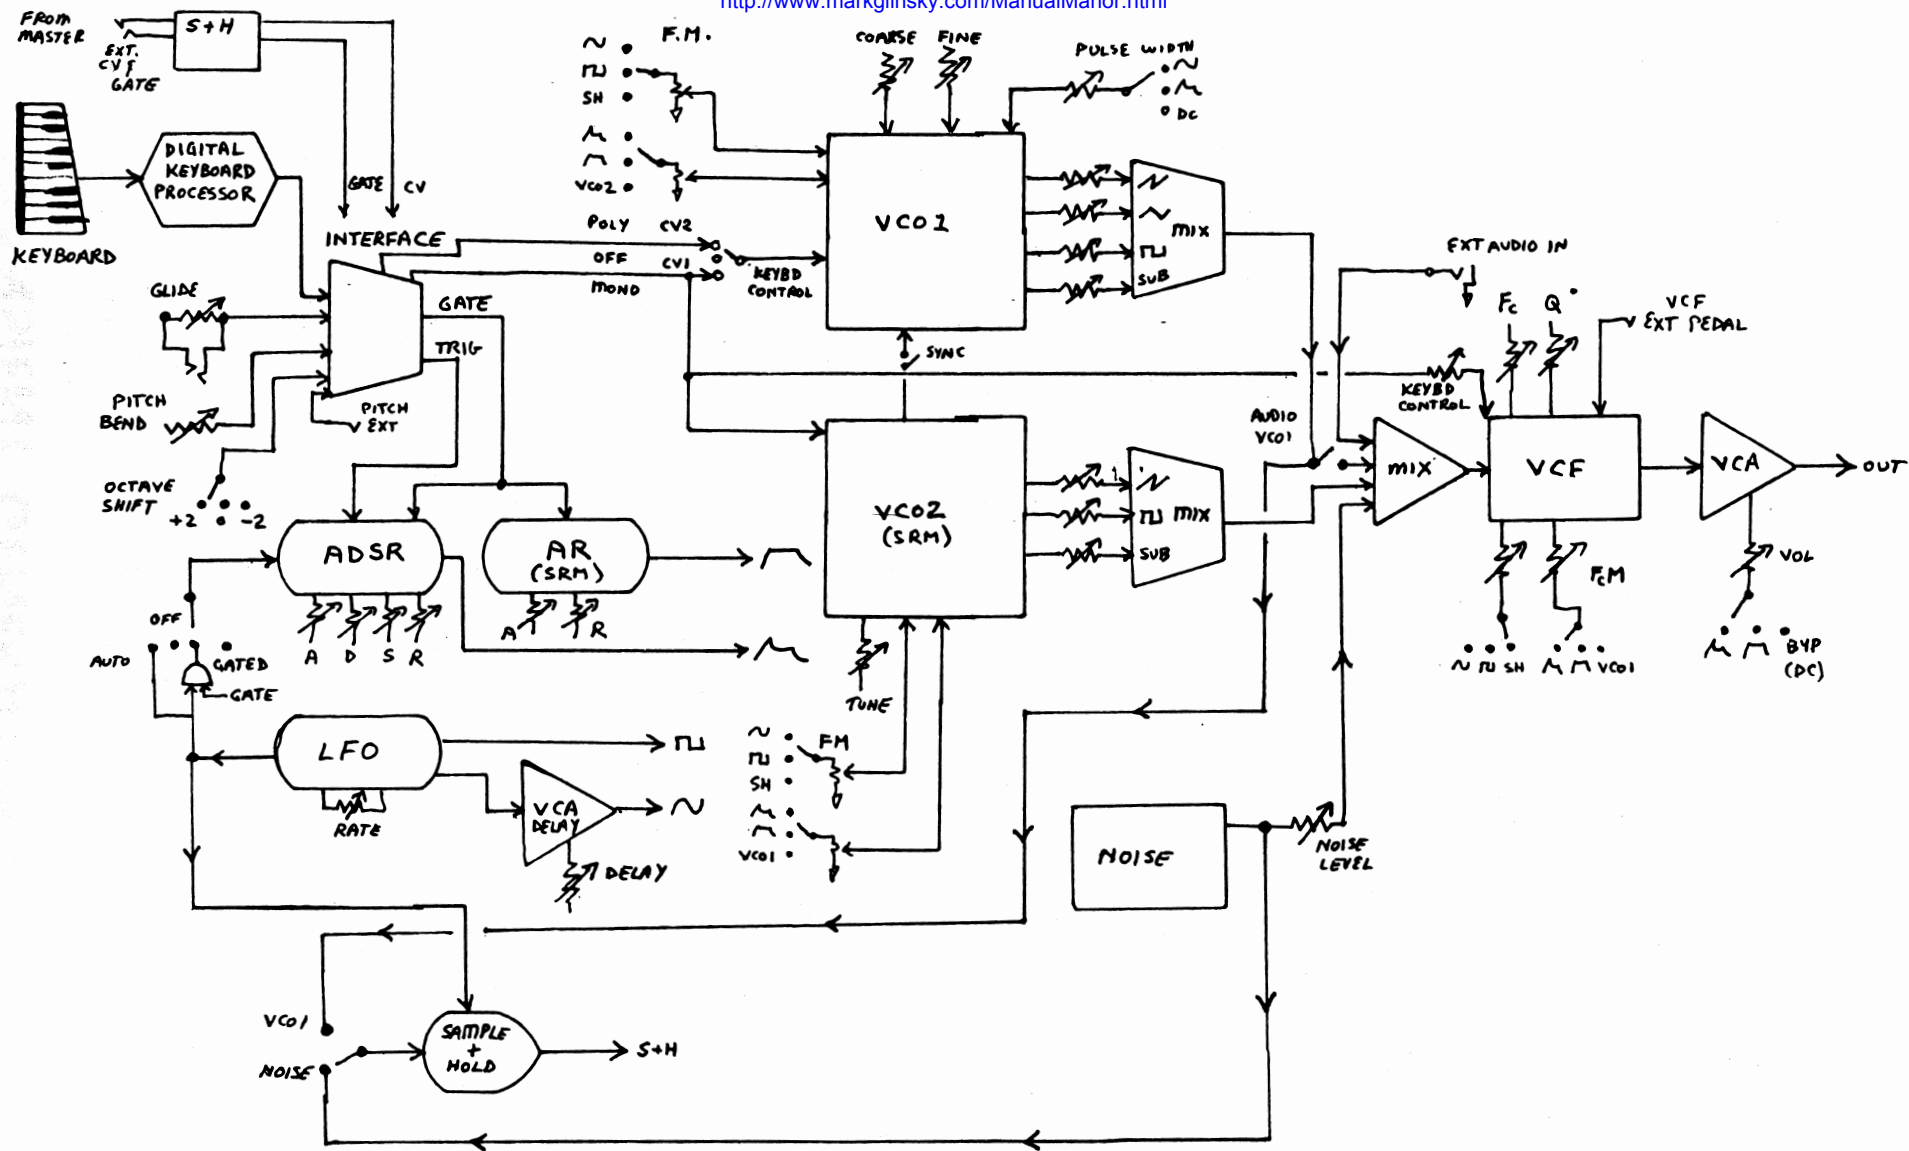 http://www.markglinsky.com/ManualManor.html
FROM
MASTER
S+H
EXT.
CV &
GATE
GATE
CV
DIGITAL
KEYBOARD
PROCESSOR
KEYBOARD
INTERFACE
GLIDE
PITCH
BEND
OCTAVE
SHIFT
+2
-2
PITCH
EXT
GATE
TRIG
F.M.
SH
VCO2
POLY
CV2
OFF
CV1
MONO
KEYBD
CONTROL
COARSE
FINE
PULSE WIDTH
DC
VCO1
MIX
SUB
SYNC
EXT AUDIO IN
FC
Q
VCF
EXT PEDAL
KEYBD
CONTROL
AUDIO
VCO1
MIX
VCF
VCA
OUT
VCO2
(SRM)
MIX
SUB
TUNE
ADSR
A
D
S
R
AR
(SRM)
A
R
OFF
AUTO
GATED
GATE
LFO
RATE
VCA
DELAY
DELAY
FM
SH
VCO1
FCM
SH
VCO1
VOL
BYP
(DC)
NOISE
NOISE
LEVEL
VCO1
NOISE
SAMPLE
+
HOLD
S+H